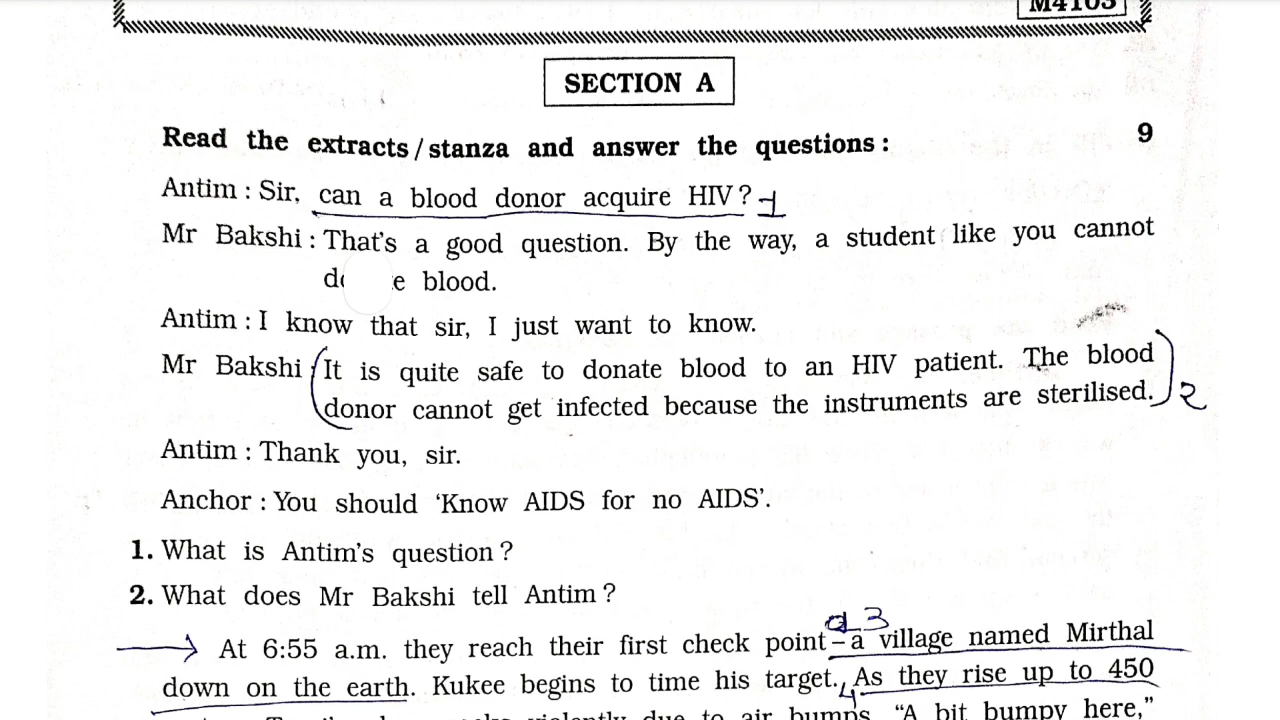 M4103
SECTION A
Read the extracts/stanza and answer the questions : 9
Antim : Sir, can a blood donor acquire HIV? 1
Mr Bakshi : That's a good question. By the way, a student like you cannot
e blood.
Antim : I know that sir, I just want to know.
Mr Bakshi : It is quite safe to donate blood to an HIV patient. The blood
donor cannot get infected because the instruments are sterilised. 2
Antim : Thank you, sir.
Anchor : You should 'Know AIDS for no AIDS'.
1. What is Antim's question?
2. What does Mr Bakshi tell Antim?
3
At 6:55 a.m. they reach their first check point – a village named Mirthal
down on the earth. Kukee begins to time his target. As they rise up to 450
4
violently due to air bumps. "A bit bumpy here,"